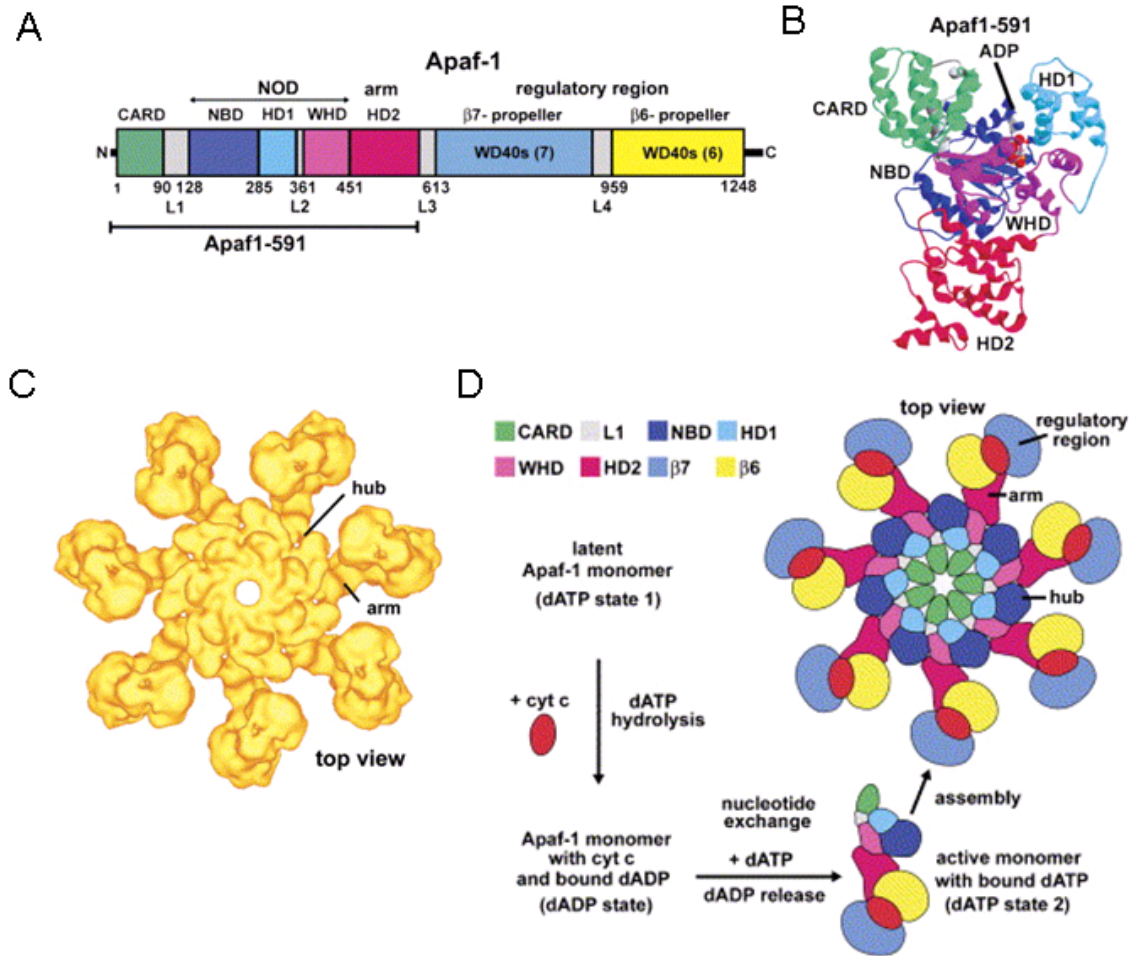 A
Apaf-1
NOD arm regulatory region
CARD NBD HD1 WHD HD2 β7- propeller β6- propeller
N WD40s (7) WD40s (6) C
1 90 128 285 361 451 613 959 1248
L1 L2 L3 L4
Apaf1-591
B
Apaf1-591
ADP
HD1
CARD
NBD
WHD
HD2
C
hub
arm
top view
D
CARD L1 NBD HD1
WHD HD2 β7 β6
top view
regulatory
region
arm
hub
latent
Apaf-1 monomer
(dATP state 1)
+ cyt c
dATP
hydrolysis
Apaf-1 monomer
with cyt c
and bound dADP
(dADP state)
nucleotide
exchange
+ dATP
dADP release
assembly
active monomer
with bound dATP
(dATP state 2)